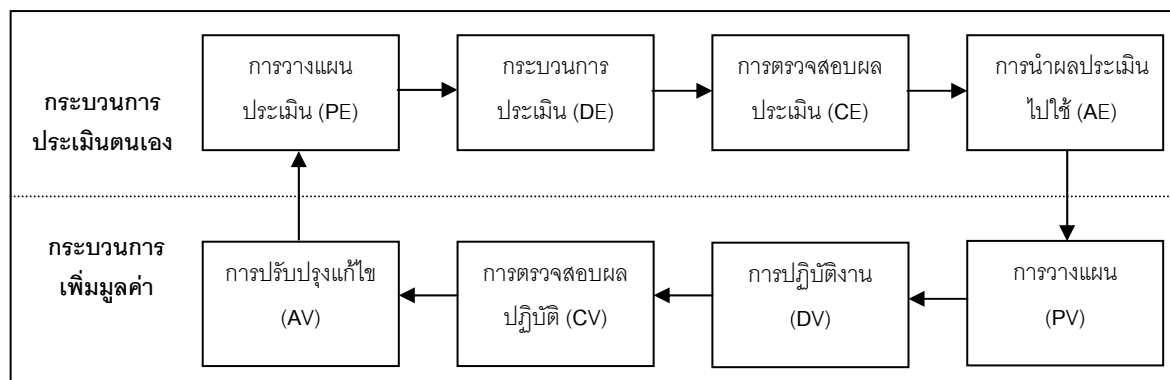 กระบวนการ
ประเมินตนเอง
การวางแผน
ประเมิน (PE)
กระบวนการ
ประเมิน (DE)
การตรวจสอบผล
ประเมิน (CE)
การนำผลประเมิน
ไปใช้ (AE)
กระบวนการ
เพิ่มมูลค่า
การปรับปรุงแก้ไข
(AV)
การตรวจสอบผล
ปฏิบัติ (CV)
การปฏิบัติงาน
(DV)
การวางแผน
(PV)